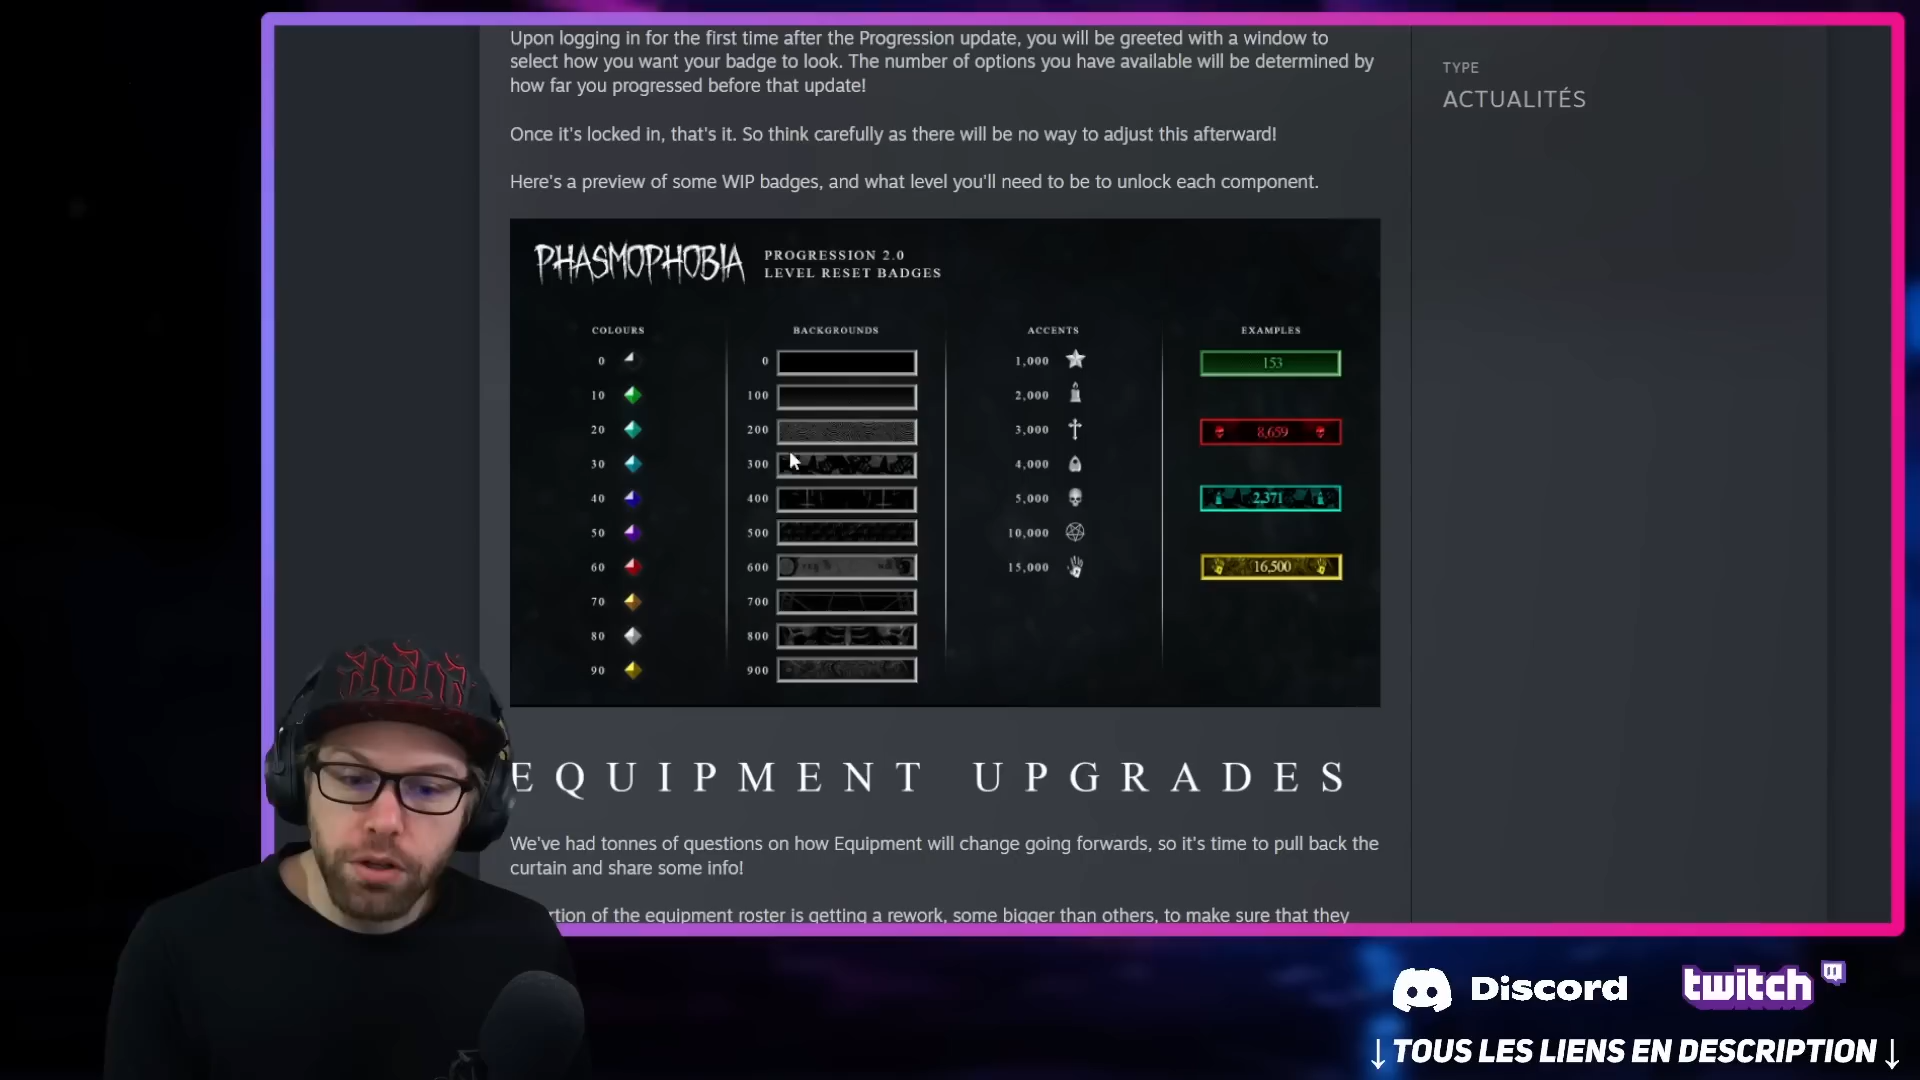 Upon logging in for the first time after the Progression update, you will be greeted with a window to
select how you want your badge to look. The number of options you have available will be determined by
how far you progressed before that update!
Once it's locked in, that's it. So think carefully as there will be no way to adjust this afterward!
Here's a preview of some WIP badges, and what level you'll need to be to unlock each component.
TYPE
ACTUALITÉS
PHASMOPHOBIA
PROGRESSION 2.0
LEVEL RESET BADGES
COLOURS
0
10
20
30
40
50
60
70
80
90
BACKGROUNDS
0
100
200
300
400
500
600
700
800
900
ACCENTS
1,000
2,000
3,000
4,000
5,000
10,000
15,000
EXAMPLES
153
8,659
2,371
16,500
EQUIPMENT UPGRADES
We've had tonnes of questions on how Equipment will change going forwards, so it's time to pull back the
curtain and share some info!
rtion of the equipment roster is getting a rework, some bigger than others, to make sure that they
Discord
twitch
↓ TOUS LES LIENS EN DESCRIPTION ↓